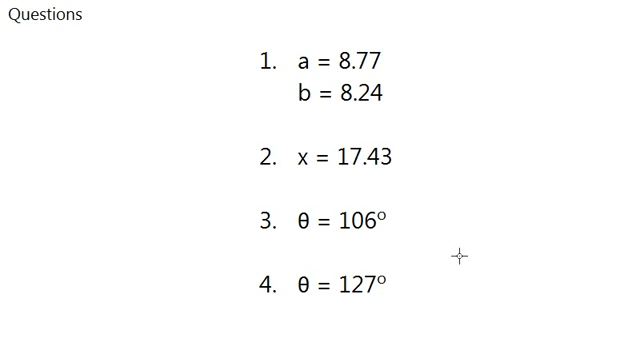 Questions
1. a = 8.77
b = 8.24
2. x = 17.43
3. θ = 106°
4. θ = 127°